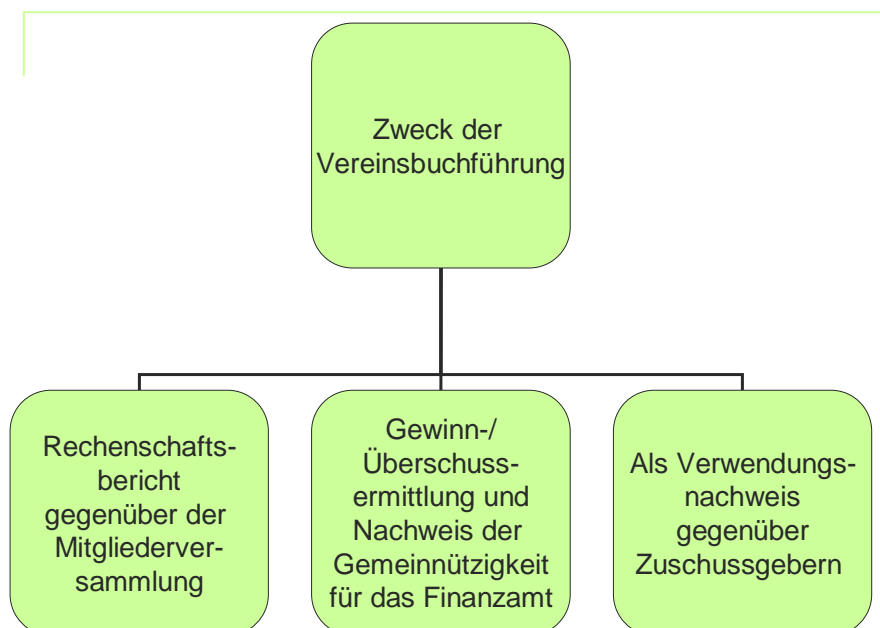 Zweck der
Vereinsbuchführung
Rechenschafts-
bericht
gegenüber der
Mitgliederver-
sammlung
Gewinn-/
Überschuss-
ermittlung und
Nachweis der
Gemeinnützigkeit
für das Finanzamt
Als Verwendungs-
nachweis
gegenüber
Zuschussgebern